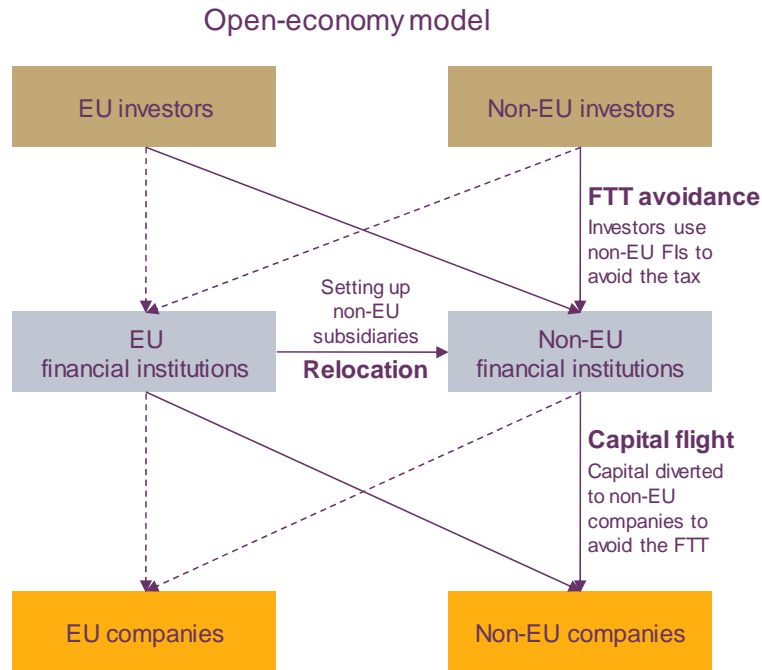 Open-economy model
EU investors
Non-EU investors
FTT avoidance
Investors use
non-EU FIs to
avoid the tax
Setting up
non-EU
subsidiaries
Relocation
EU
financial institutions
Non-EU
financial institutions
Capital flight
Capital diverted
to non-EU
companies to
avoid the FTT
EU companies
Non-EU companies